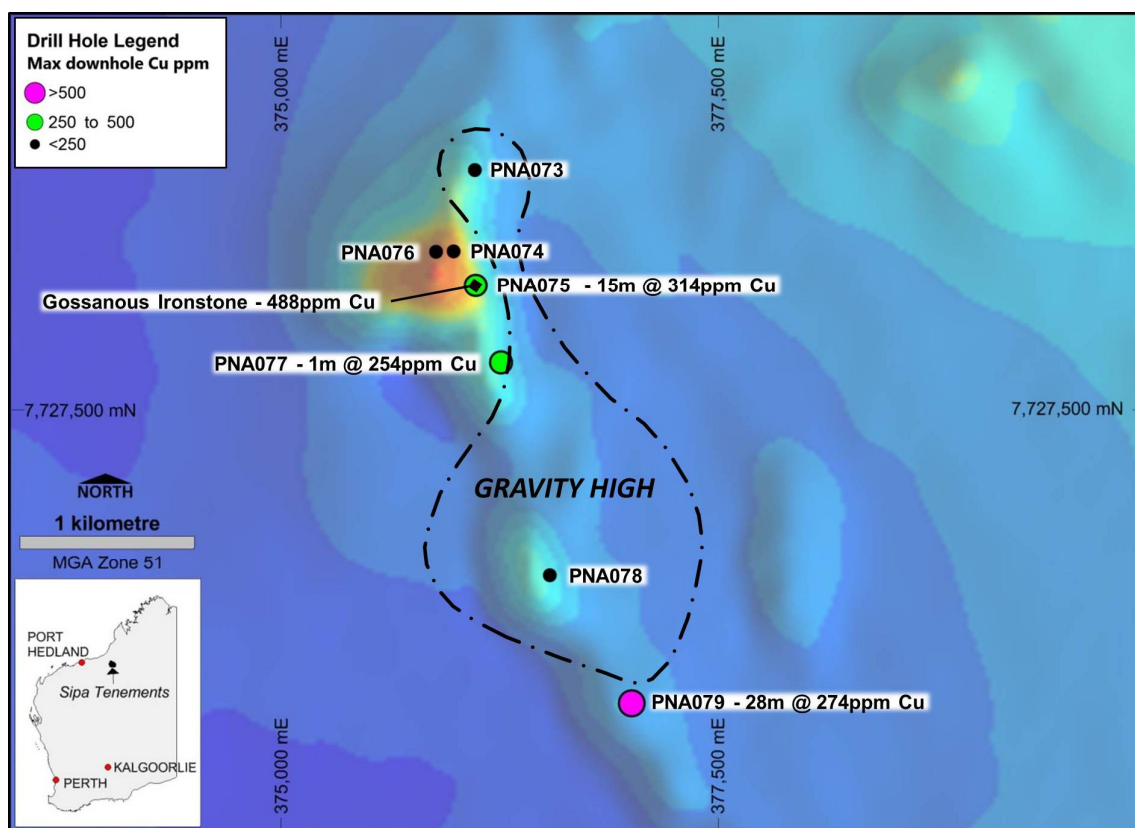 Drill Hole Legend
Max downhole Cu ppm
>500
250 to 500
<250
375,000 mE
377,500 mE
PNA073
PNA076
PNA074
PNA075 - 15m @ 314ppm Cu
Gossanous Ironstone - 488ppm Cu
PNA077 - 1m @ 254ppm Cu
7,727,500 mN
7,727,500 mN
GRAVITY HIGH
NORTH
1 kilometre
MGA Zone 51
PNA078
PNA079 - 28m @ 274ppm Cu
PORT
HEDLAND
Sipa Tenements
KALGOORLIE
PERTH
375,000 mE
377,500 mE